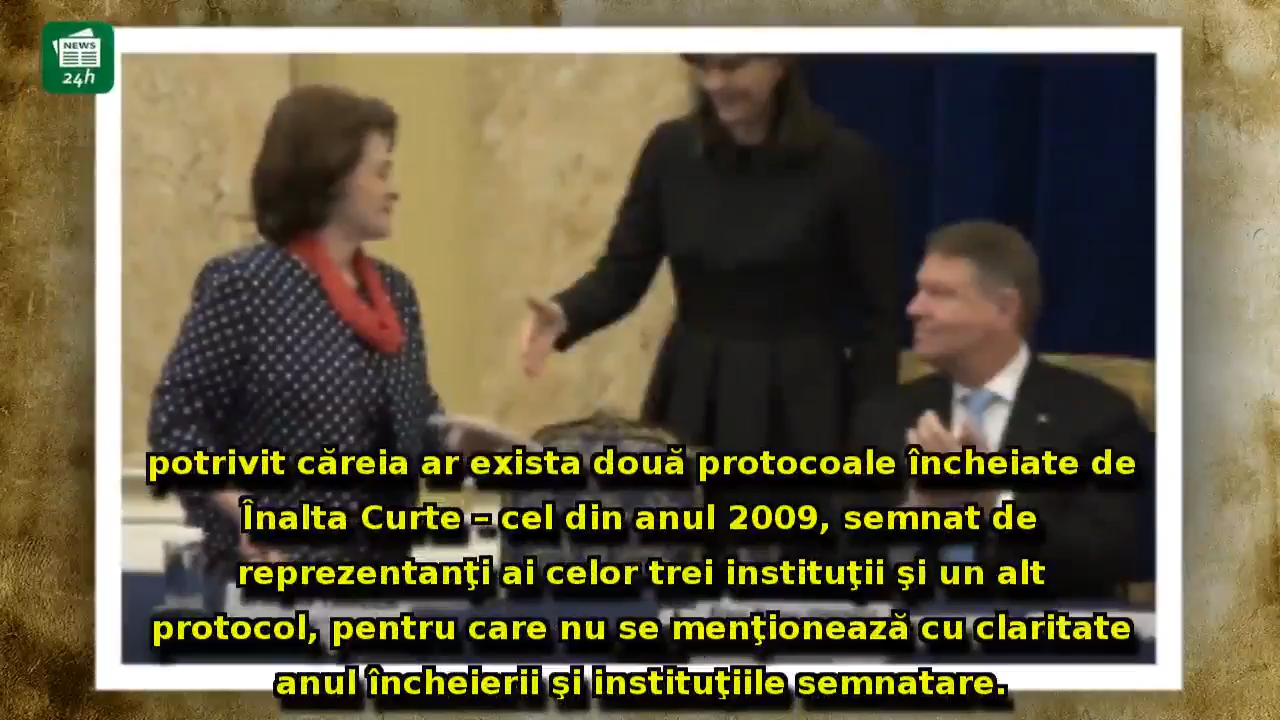 NEWS
24h
potrivit căreia ar exista două protocoale încheiate de
Înalta Curte – cel din anul 2009, semnat de
reprezentanţi ai celor trei instituţii şi un alt
protocol, pentru care nu se menţionează cu claritate
anul încheierii şi instituţiile semnatare.